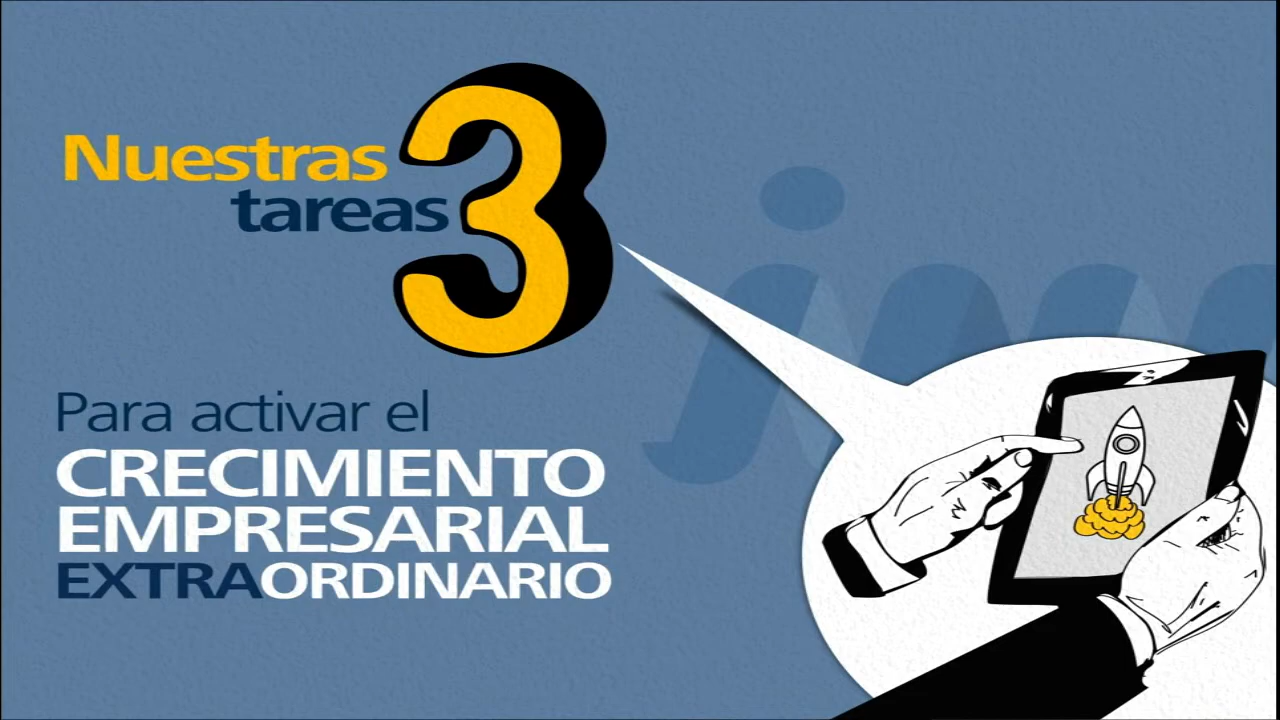 Nuestras
tareas 3
Para activar el
CRECIMIENTO
EMPRESARIAL
EXTRAORDINARIO